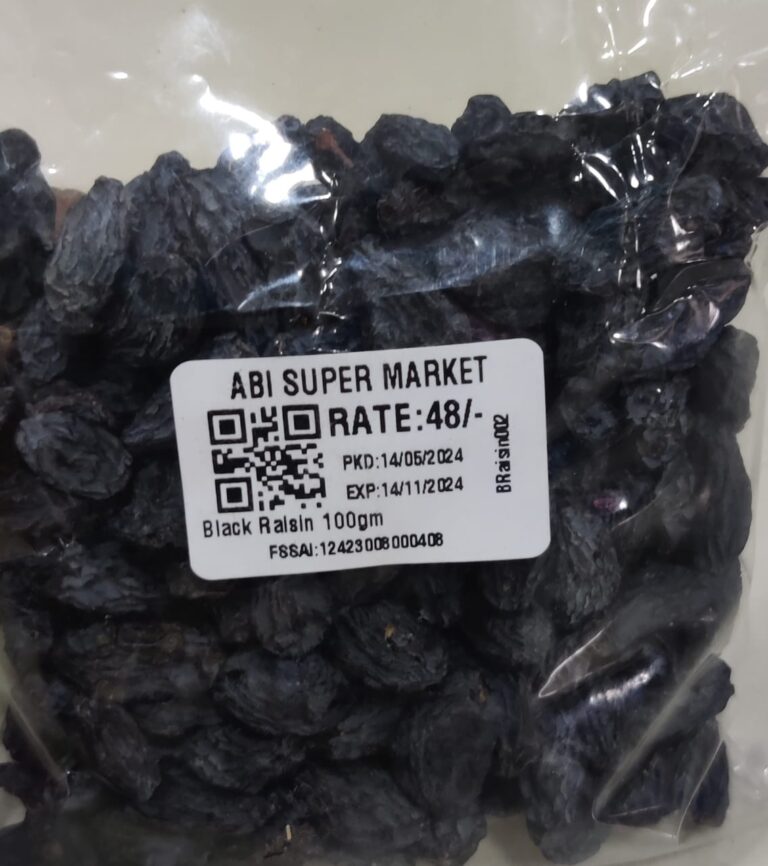 ABI SUPER MARKET
RATE:48/-
PKD:14/05/2024
EXP:14/11/2024
BRaisin002
Black Raisin 100gm
FSSAI:12423008000408